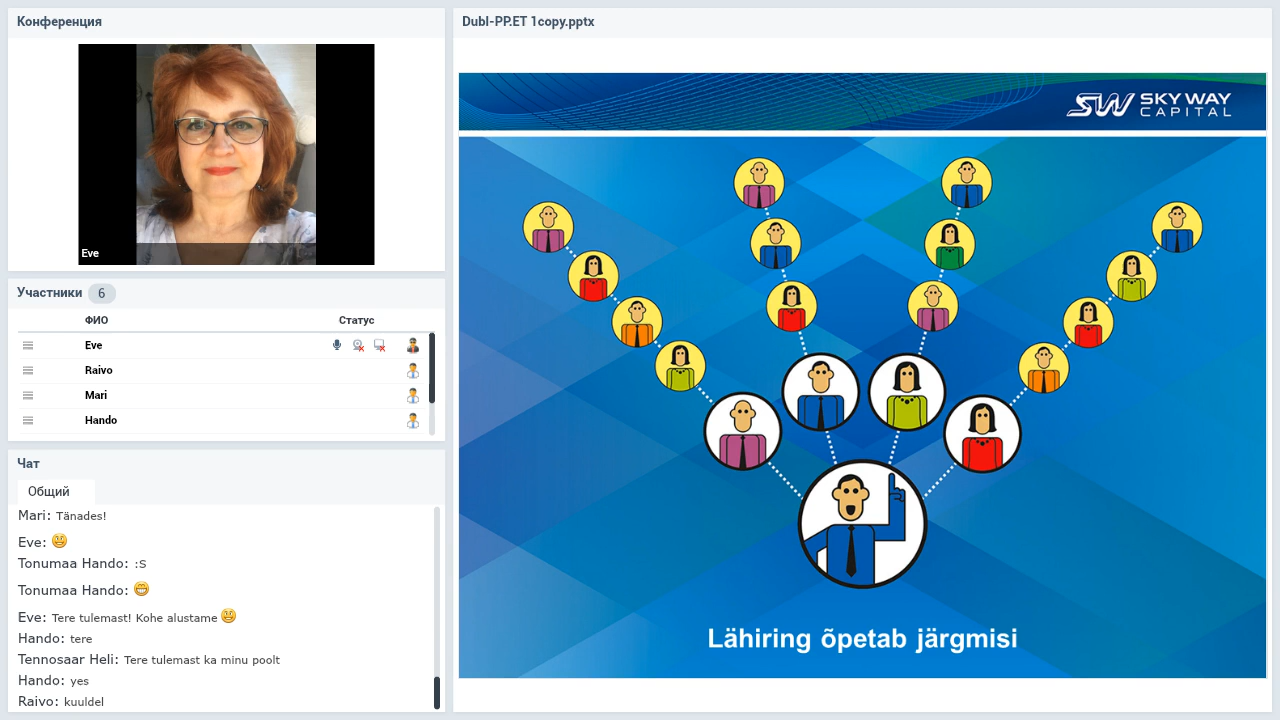 Конференция
Eve
Участники 6
ФИО Статус
Eve
Raivo
Mari
Hando
Чат
Общий
Mari: Tänades!
Eve:
Tonumaa Hando: :S
Tonumaa Hando:
Eve: Tere tulemast! Kohe alustame
Hando: tere
Tennosaar Heli: Tere tulemast ka minu poolt
Hando: yes
Raivo: kuuldel
Dubl-PP.ET 1copy.pptx
SW SKY WAY
CAPITAL
Lähiring õpetab järgmisi